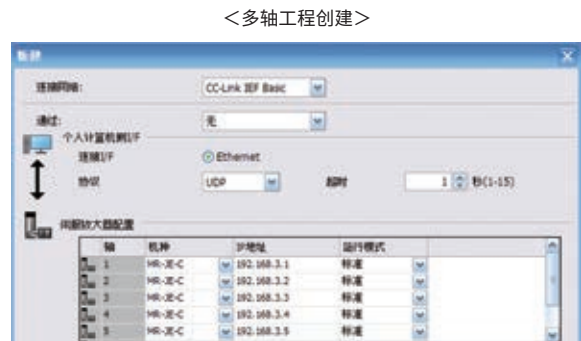 ＜多轴工程创建＞
新建
连接网络: CC-Link IEF Basic
通过: 无
个人计算机侧I/F
连接I/F Ethernet
协议 UDP 超时 1 秒(1-15)
伺服放大器配置
轴 机种 IP地址 运行模式
1 MR-JE-C 192.168.3.1 标准
2 MR-JE-C 192.168.3.2 标准
3 MR-JE-C 192.168.3.3 标准
4 MR-JE-C 192.168.3.4 标准
5 MR-JE-C 192.168.3.5 标准